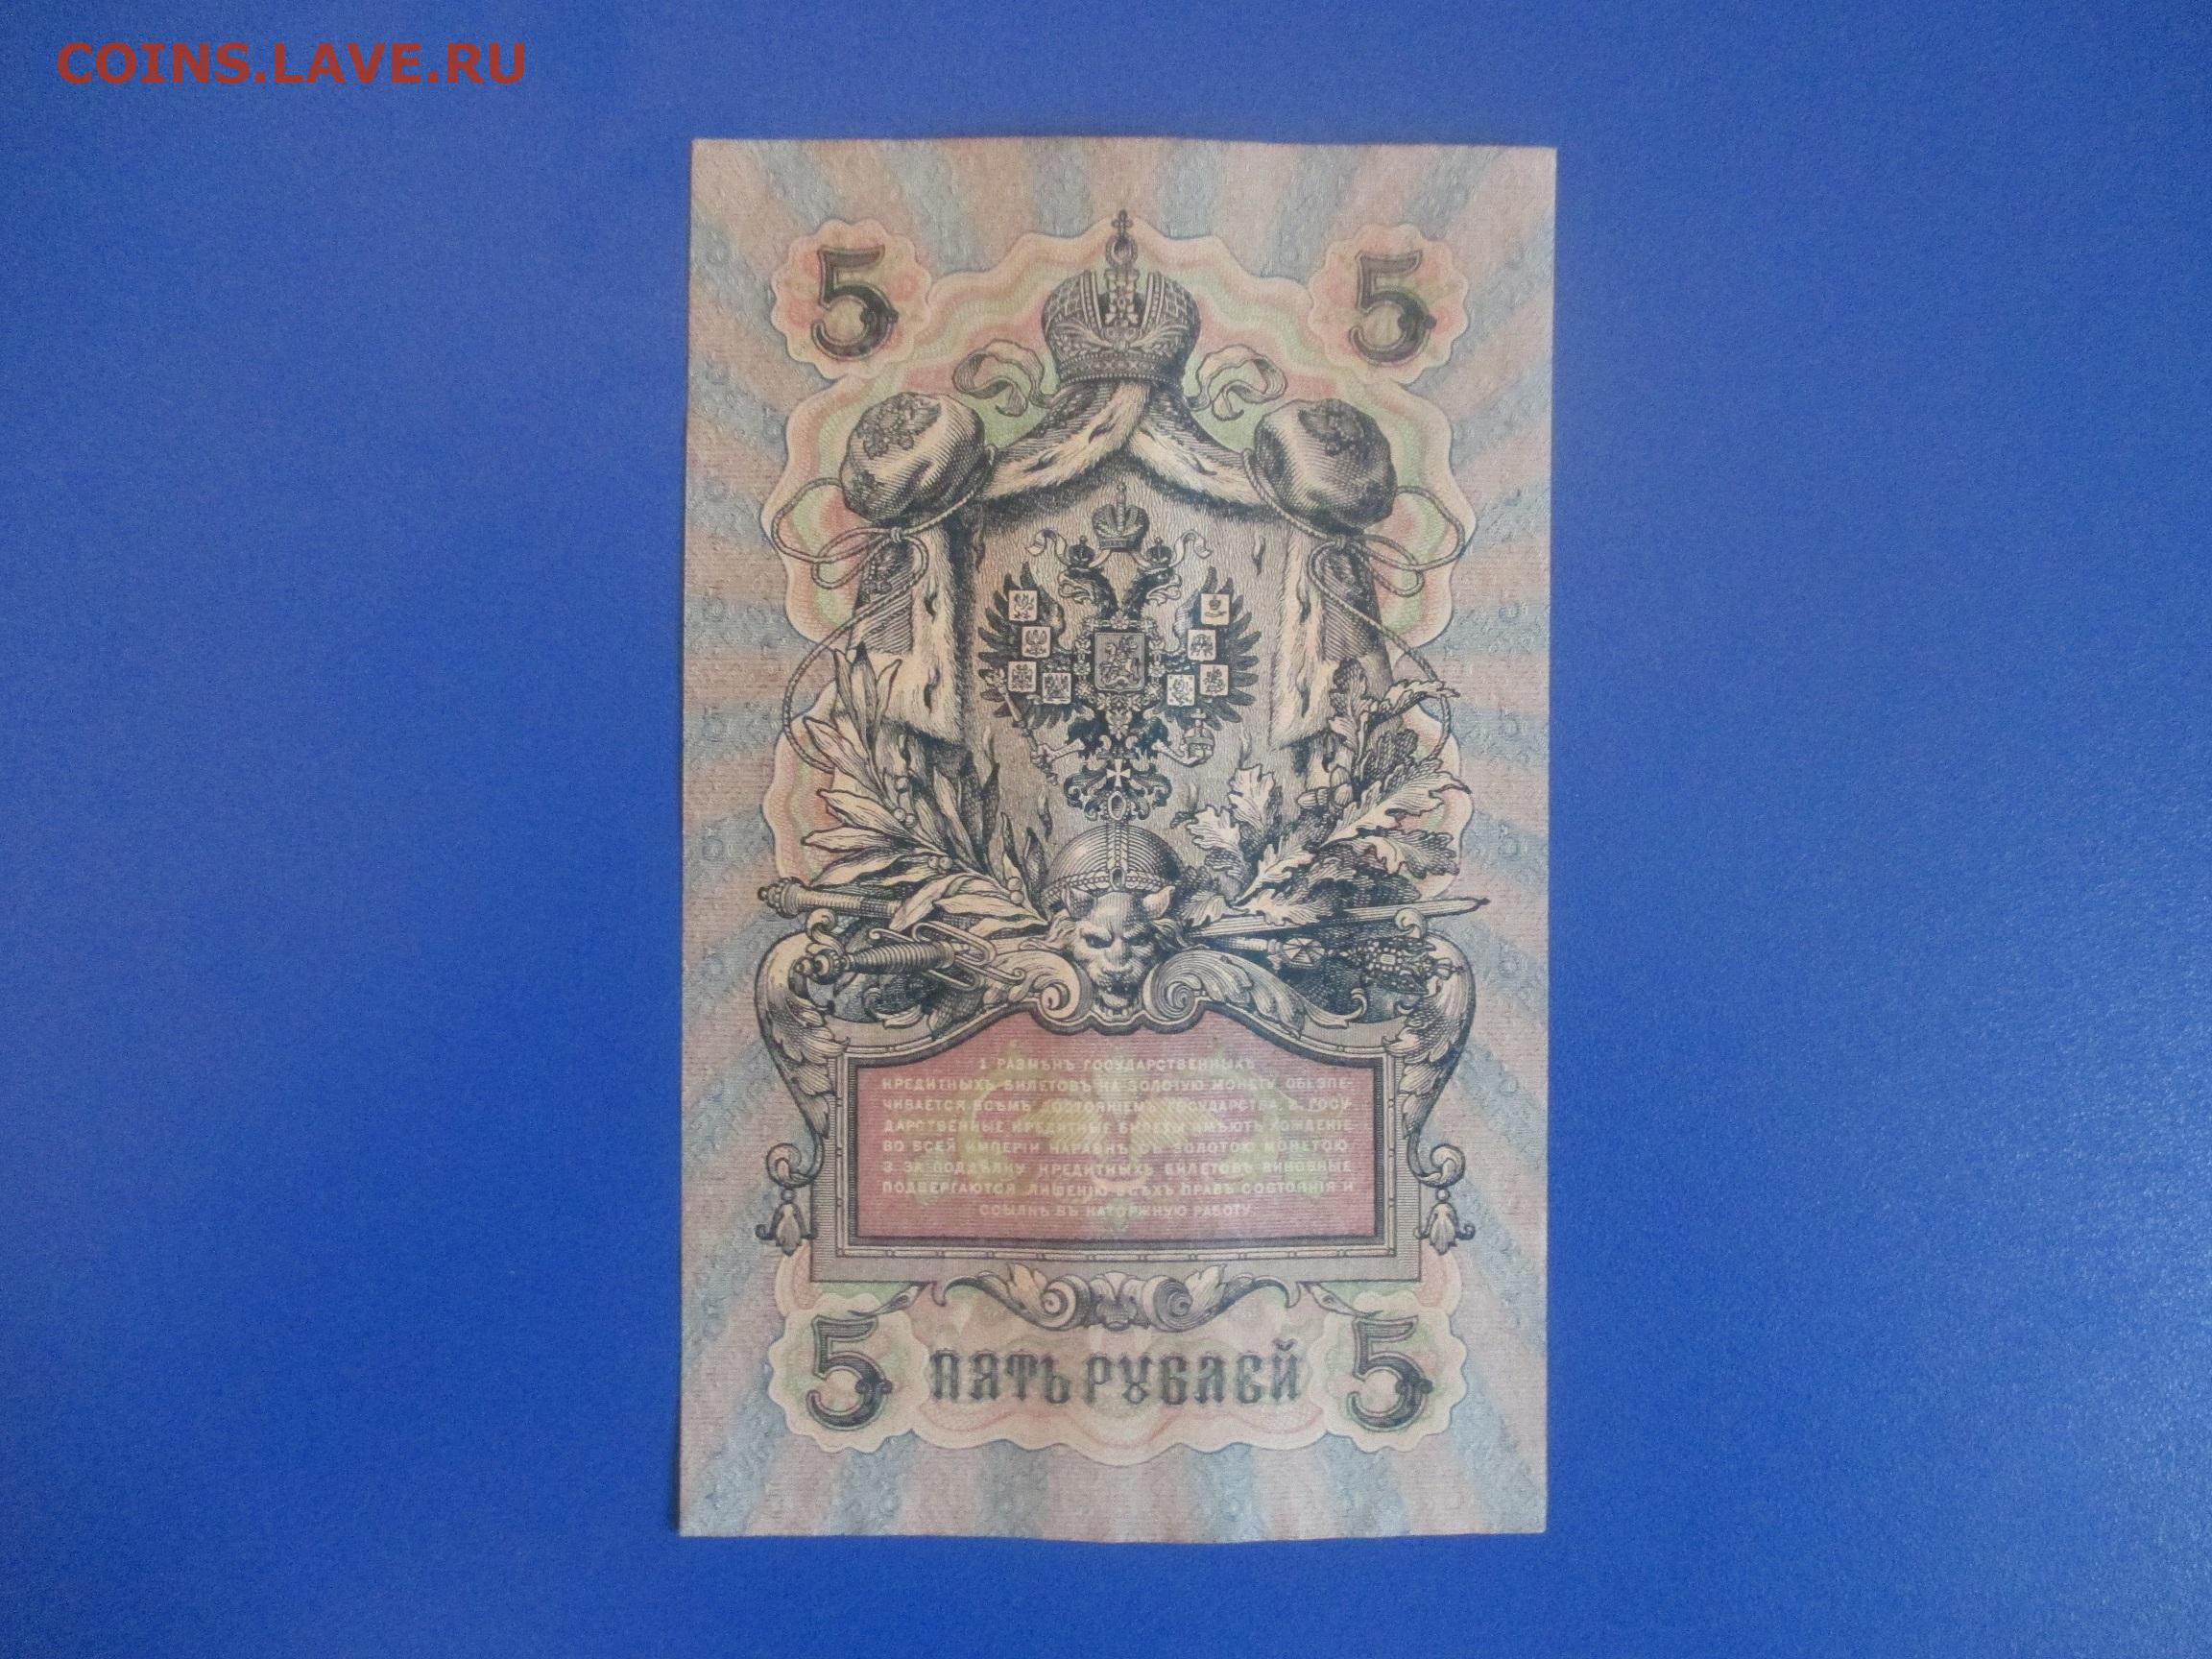 COINS.LAVE.RU
5 5
1. РАЗМѢНЪ ГОСУДАРСТВЕННЫХЪ
КРЕДИТНЫХЪ БИЛЕТОВЪ НА ЗОЛОТУЮ МОНЕТУ ОБЕЗПЕ-
ЧИВАЕТСЯ ВСѢМЪ ДОСТОЯНІЕМЪ ГОСУДАРСТВА. 2. ГОСУ-
ДАРСТВЕННЫЕ КРЕДИТНЫЕ БИЛЕТЫ ИМѢЮТЪ ХОЖДЕНІЕ
ВО ВСЕЙ ИМПЕРІИ НАРАВНѢ СЪ ЗОЛОТОЮ МОНЕТОЮ.
3. ЗА ПОДДѢЛКУ КРЕДИТНЫХЪ БИЛЕТОВЪ ВИНОВНЫЕ
ПОДВЕРГАЮТСЯ ЛИШЕНІЮ ВСѢХЪ ПРАВЪ СОСТОЯНІЯ И
ССЫЛКѢ ВЪ КАТОРЖНУЮ РАБОТУ.
5 ПЯТЬ РУБЛЕЙ 5